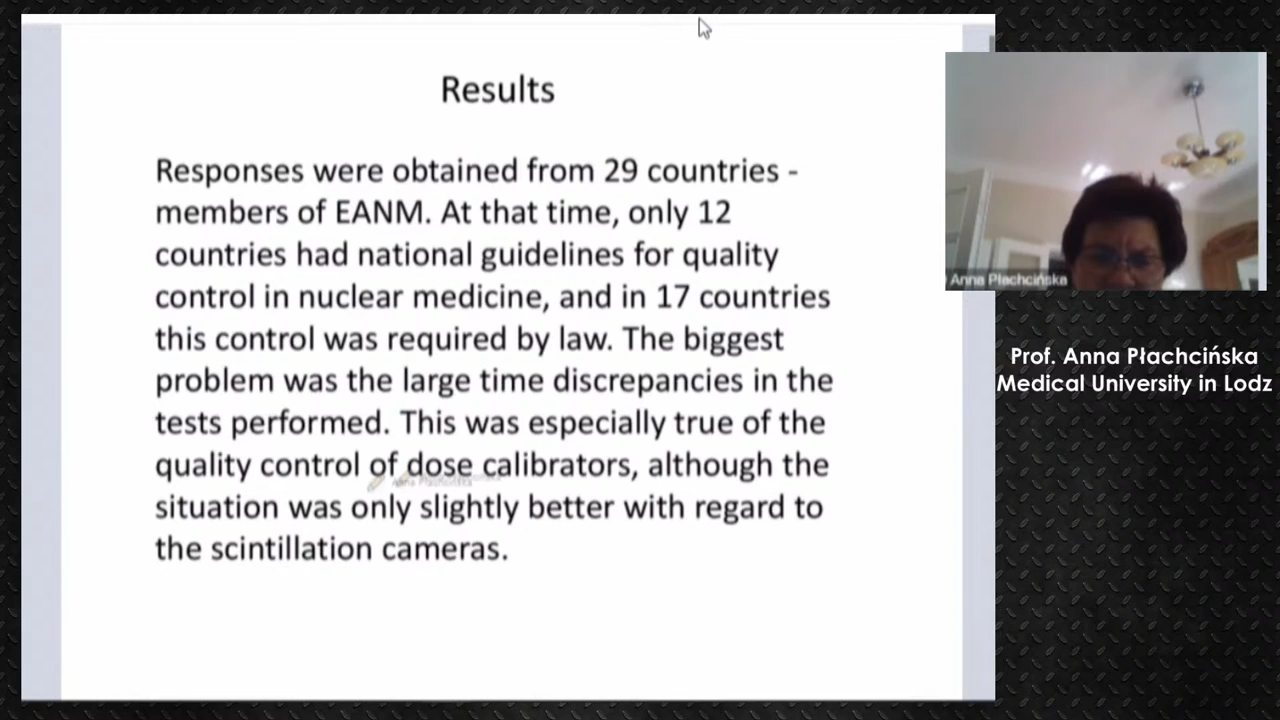 Results
Responses were obtained from 29 countries -
members of EANM. At that time, only 12
countries had national guidelines for quality
control in nuclear medicine, and in 17 countries
this control was required by law. The biggest
problem was the large time discrepancies in the
tests performed. This was especially true of the
quality control of dose calibrators, although the
situation was only slightly better with regard to
the scintillation cameras.
Anna Płachcińska
Prof. Anna Płachcińska
Medical University in Lodz